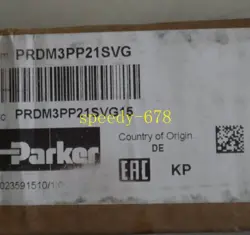 PRDM3PP21SVG
PRDM3PP21SVG15
speedy-678
Country of Origin
DE
Parker
EAC
KP